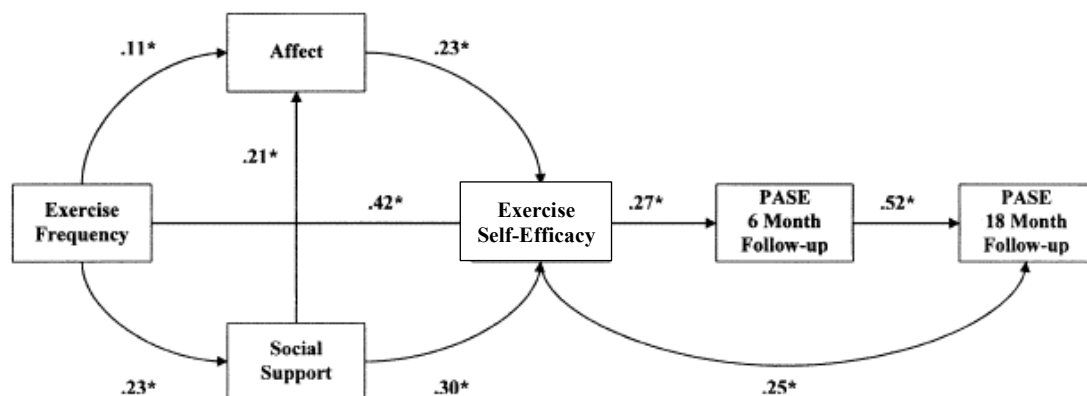 .11*
Affect
.23*
.21*
Exercise
Frequency
.42*
Exercise
Self-Efficacy
.27*
PASE
6 Month
Follow-up
.52*
PASE
18 Month
Follow-up
Social
Support
.23*
.30*
.25*